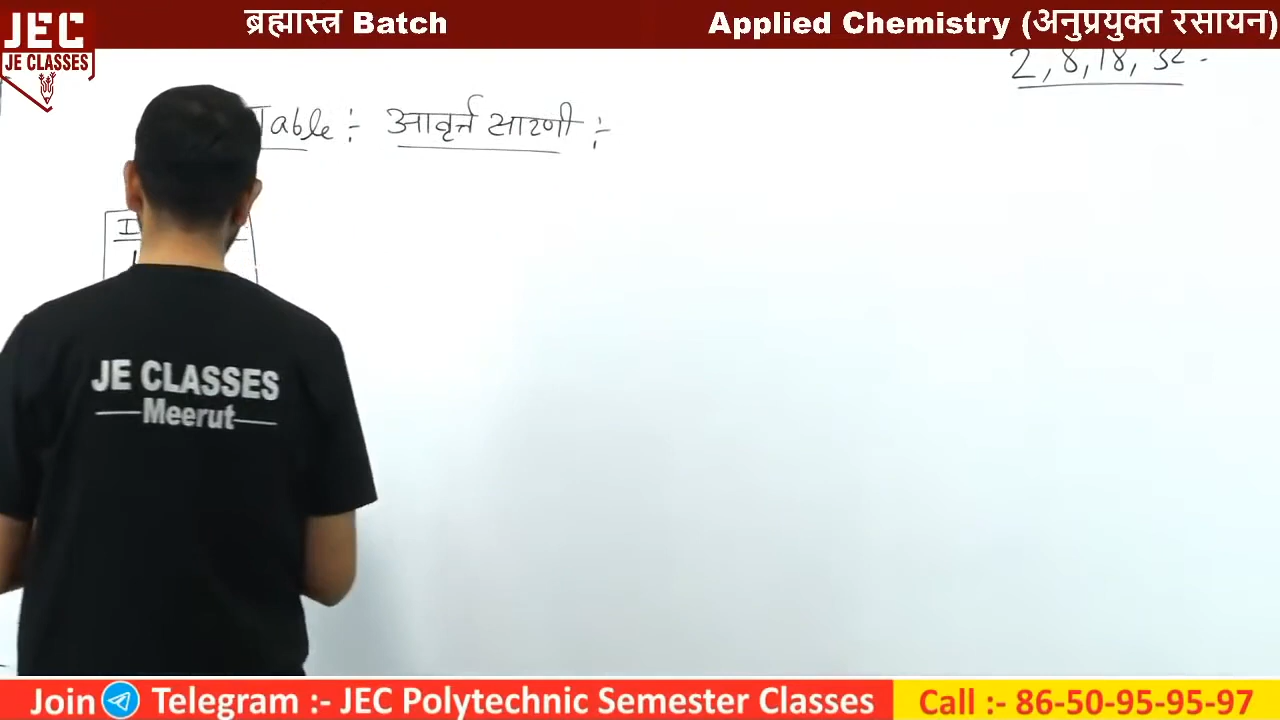 JEC
JE CLASSES
ब्रह्मास्त्र Batch
Applied Chemistry (अनुप्रयुक्त रसायन)
2, 8, 18, 32
Table :- आवृर्त्त सारणी :-
I
JE CLASSES
Meerut
Join Telegram :- JEC Polytechnic Semester Classes
Call :- 86-50-95-95-97